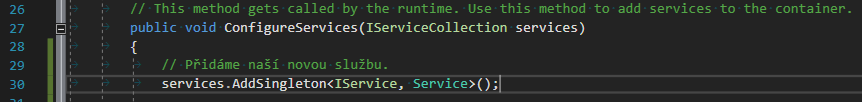 26 // This method gets called by the runtime. Use this method to add services to the container.
27 public void ConfigureServices(IServiceCollection services)
28 {
29 // Přidáme naší novou službu.
30 services.AddSingleton<IService, Service>();